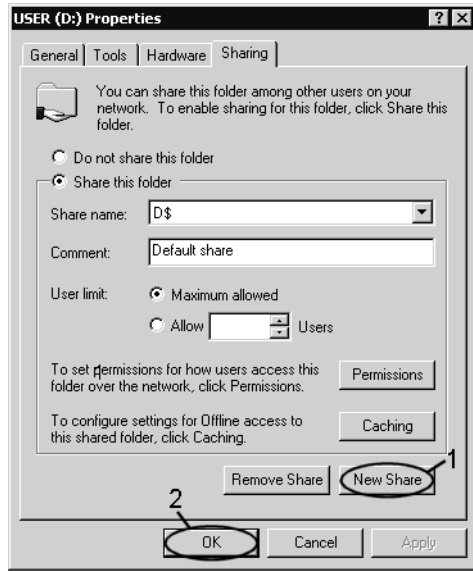 USER (D:) Properties
? X
General Tools Hardware Sharing
You can share this folder among other users on your
network. To enable sharing for this folder, click Share this
folder.
Do not share this folder
Share this folder
Share name: D$
Comment: Default share
User limit: Maximum allowed
Allow Users
To set permissions for how users access this
folder over the network, click Permissions.
Permissions
To configure settings for Offline access to
this shared folder, click Caching.
Caching
1
Remove Share New Share
2
OK Cancel Apply